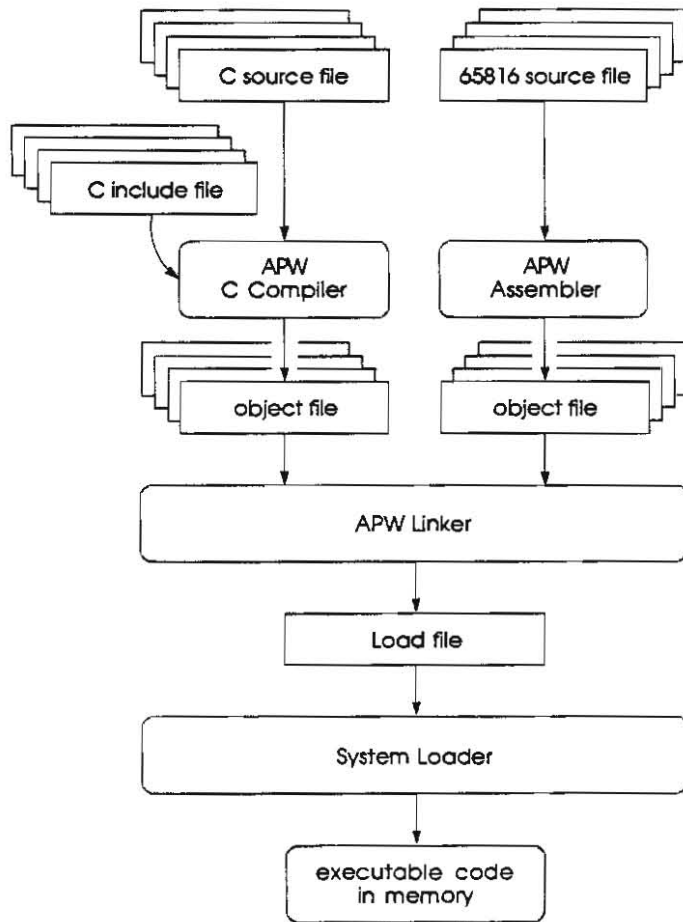 C source file
65816 source file
C include file
APW
C Compiler
APW
Assembler
object file
object file
APW Linker
Load file
System Loader
executable code
in memory